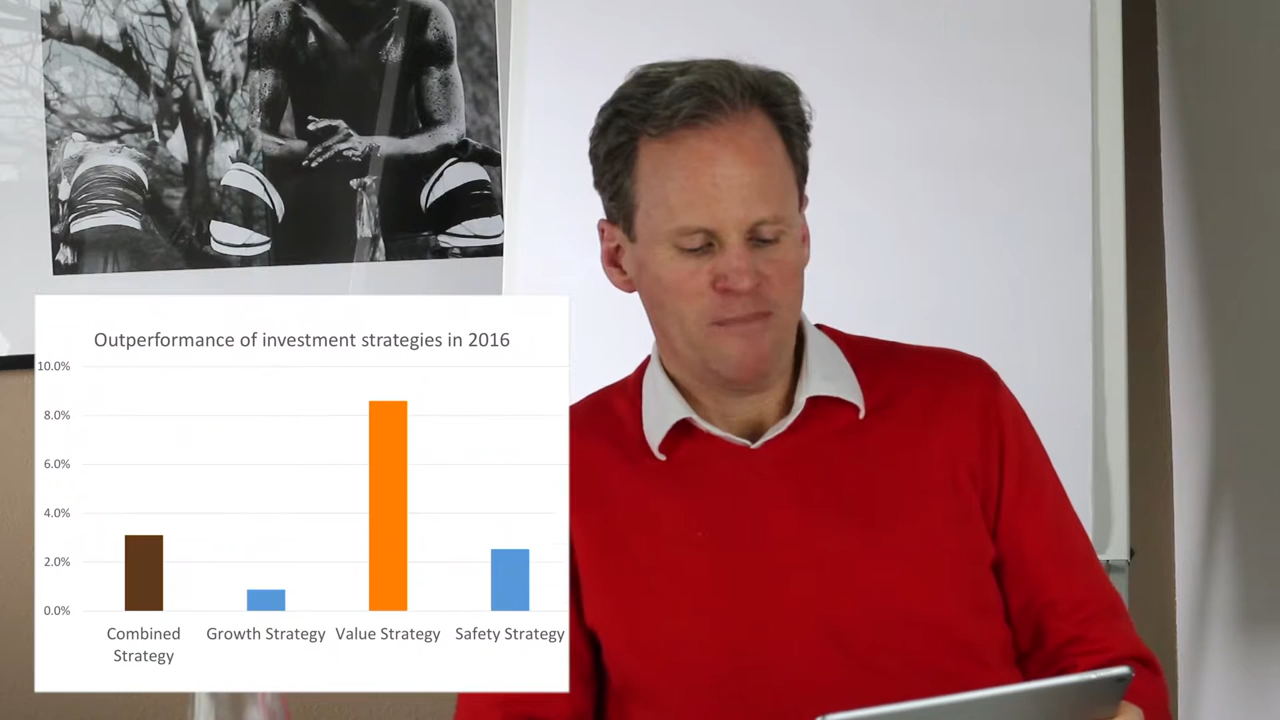 Outperformance of investment strategies in 2016
10.0%
8.0%
6.0%
4.0%
2.0%
0.0%
Combined Growth Strategy Value Strategy Safety Strategy
Strategy